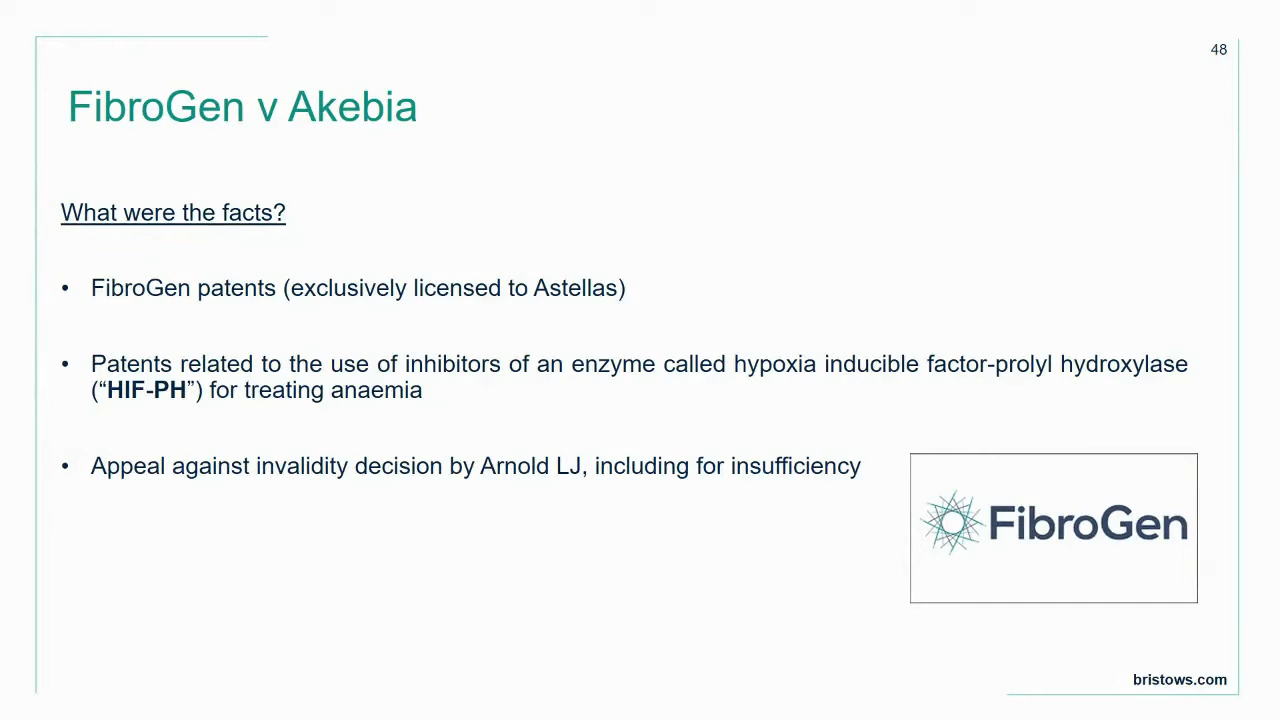 48
FibroGen v Akebia
What were the facts?
• FibroGen patents (exclusively licensed to Astellas)
• Patents related to the use of inhibitors of an enzyme called hypoxia inducible factor-prolyl hydroxylase
(“HIF-PH”) for treating anaemia
• Appeal against invalidity decision by Arnold LJ, including for insufficiency
FibroGen
bristows.com